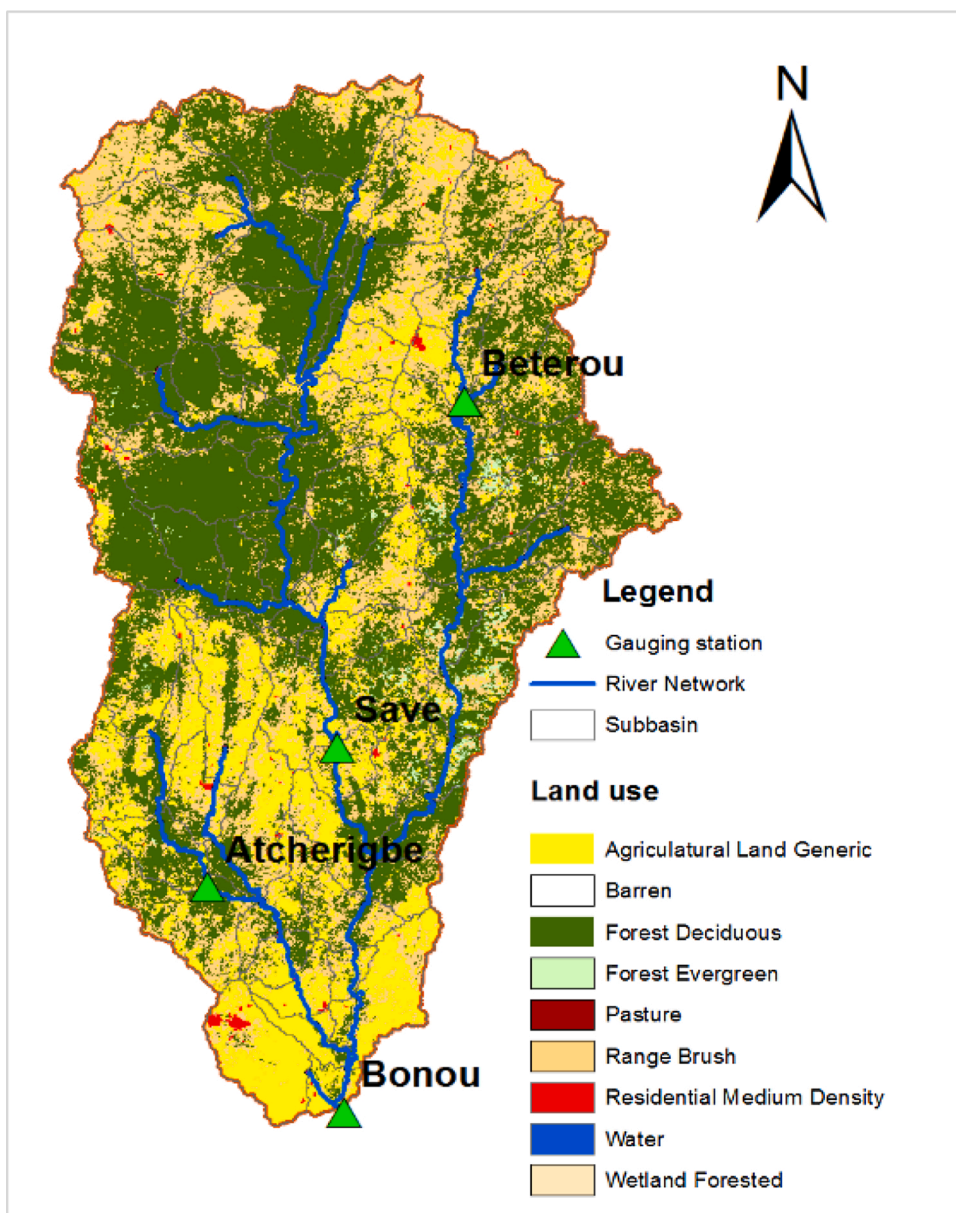 N
Beterou
Legend
Gauging station
River Network
Save
Subbasin
Land use
Atcherigbe
Agriculatural Land Generic
Barren
Forest Deciduous
Forest Evergreen
Pasture
Bonou
Range Brush
Residential Medium Density
Water
Wetland Forested